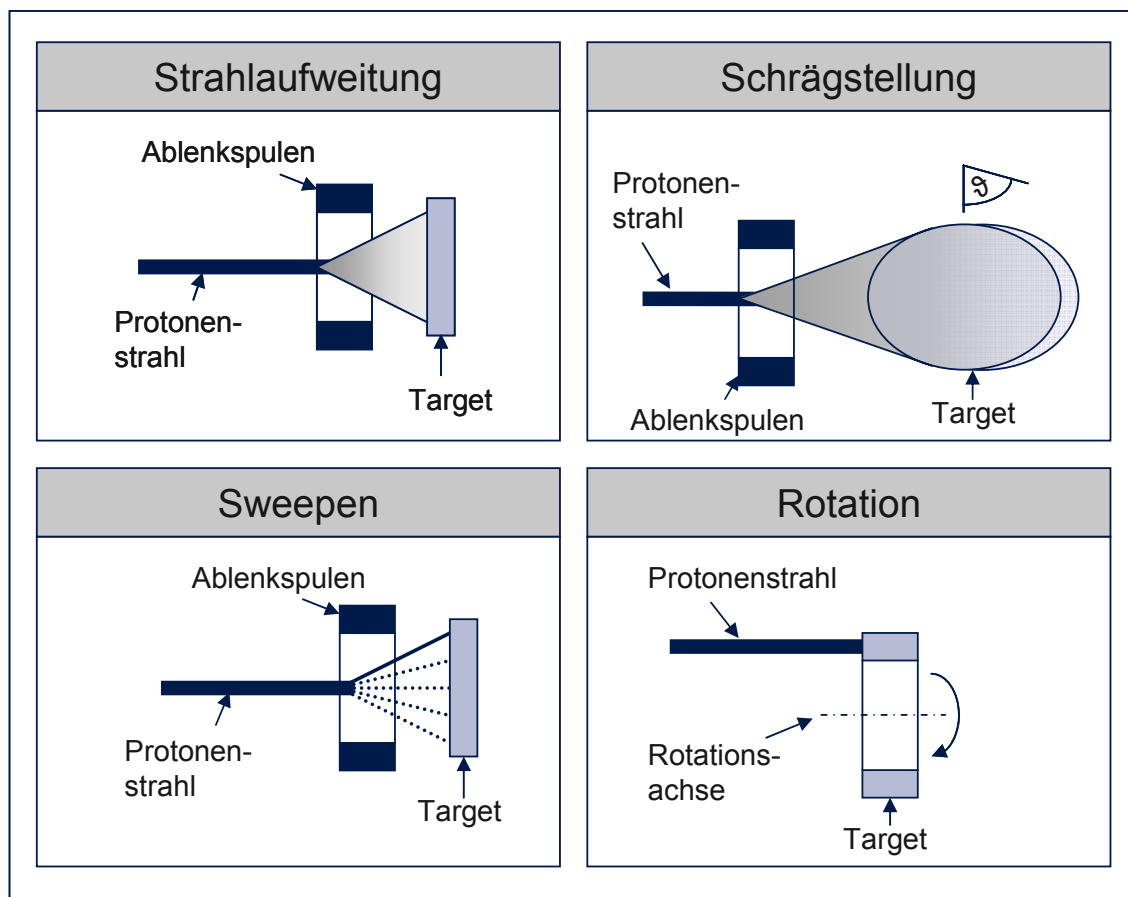 Strahlaufweitung
Ablenkspulen
Protonen-
strahl
Target
Schrägstellung
Protonen-
strahl
ϑ
Ablenkspulen
Target
Sweepen
Ablenkspulen
Protonen-
strahl
Target
Rotation
Protonenstrahl
Rotations-
achse
Target